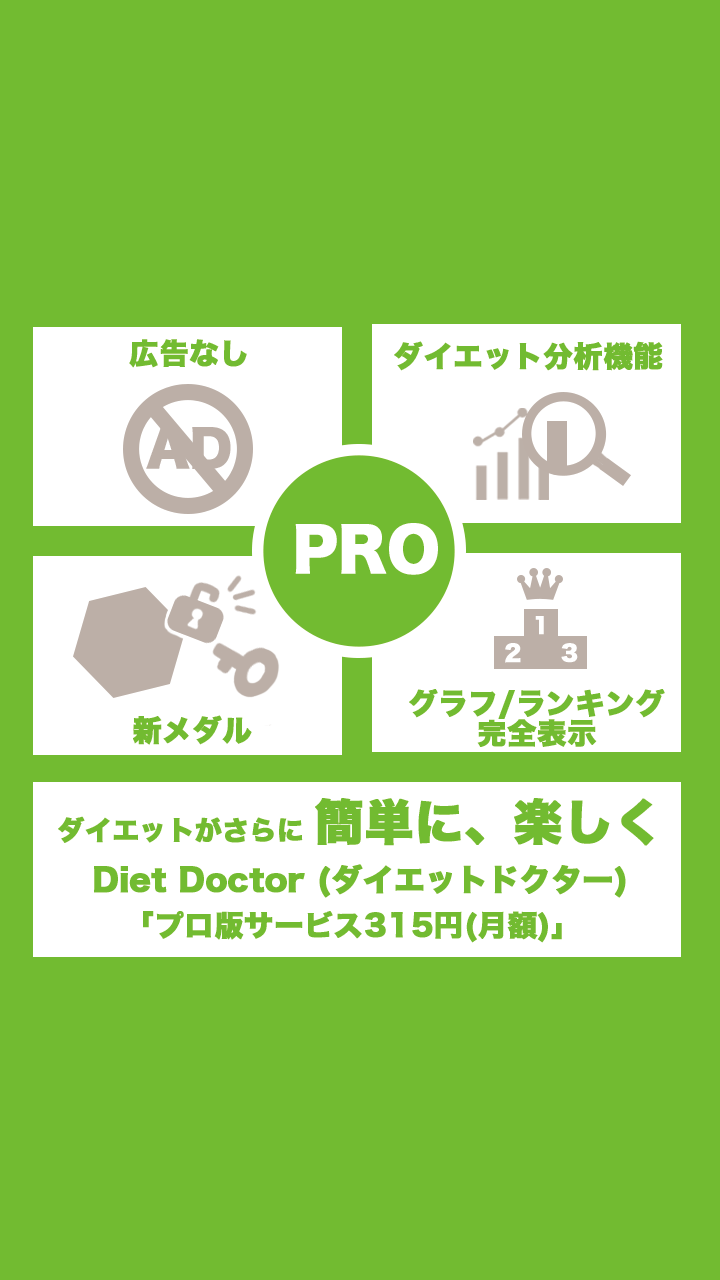 広告なし
AD
ダイエット分析機能
PRO
新メダル
1
2 3
グラフ/ランキング
完全表示
ダイエットがさらに 簡単に、楽しく
Diet Doctor (ダイエットドクター)
「プロ版サービス315円(月額)」